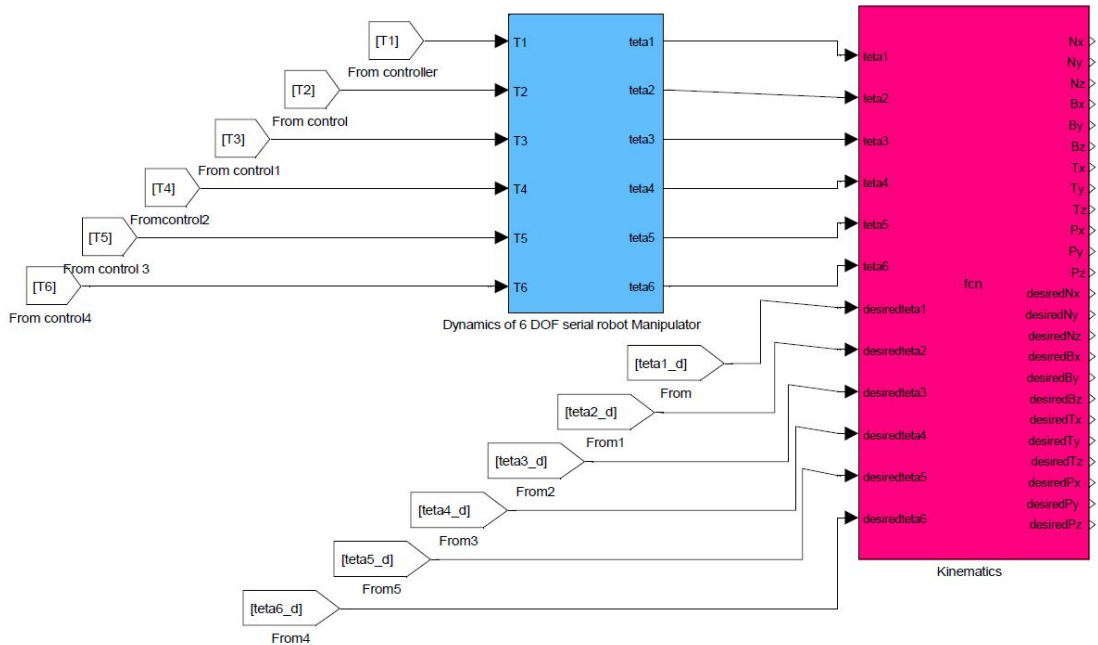 [T1]
From controller
[T2]
From control
[T3]
From control1
[T4]
Fromcontrol2
[T5]
From control 3
[T6]
From control4
T1
T2
T3
T4
T5
T6
teta1
teta2
teta3
teta4
teta5
teta6
Dynamics of 6 DOF serial robot Manipulator
[teta1_d]
From
[teta2_d]
From1
[teta3_d]
From2
[teta4_d]
From3
[teta5_d]
From5
[teta6_d]
From4
teta1
teta2
teta3
teta4
teta5
teta6
desiredteta1
desiredteta2
desiredteta3
desiredteta4
desiredteta5
desiredteta6
fcn
Nx
Ny
Nz
Bx
By
Bz
Tx
Ty
Tz
Px
Py
Pz
desiredNx
desiredNy
desiredNz
desiredBx
desiredBy
desiredBz
desiredTx
desiredTy
desiredTz
desiredPx
desiredPy
desiredPz
Kinematics